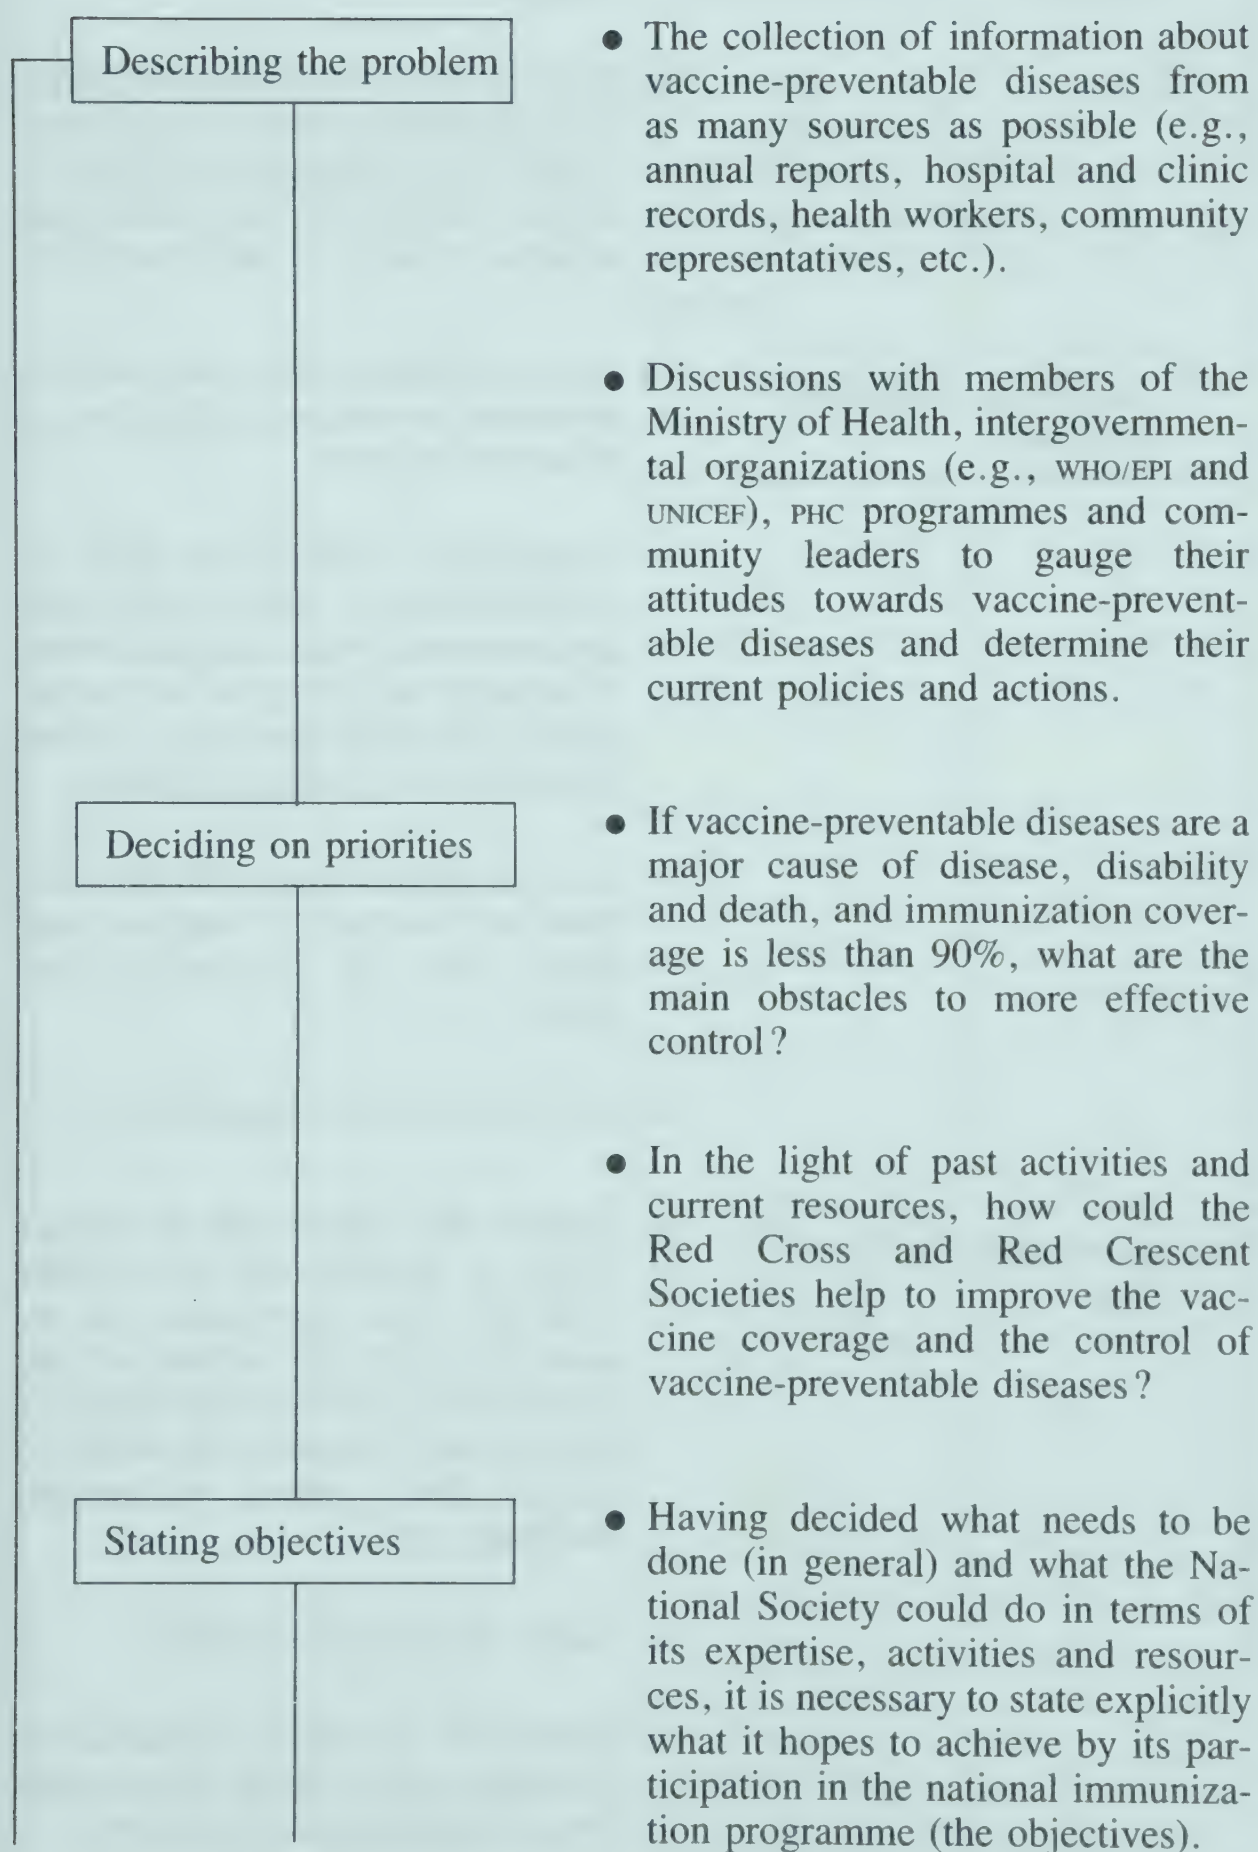 Describing the problem
● The collection of information about
vaccine-preventable diseases from
as many sources as possible (e.g.,
annual reports, hospital and clinic
records, health workers, community
representatives, etc.).
● Discussions with members of the
Ministry of Health, intergovernmen-
tal organizations (e.g., WHO/EPI and
UNICEF), PHC programmes and com-
munity leaders to gauge their
attitudes towards vaccine-prevent-
able diseases and determine their
current policies and actions.
Deciding on priorities
● If vaccine-preventable diseases are a
major cause of disease, disability
and death, and immunization cover-
age is less than 90%, what are the
main obstacles to more effective
control ?
● In the light of past activities and
current resources, how could the
Red Cross and Red Crescent
Societies help to improve the vac-
cine coverage and the control of
vaccine-preventable diseases ?
Stating objectives
● Having decided what needs to be
done (in general) and what the Na-
tional Society could do in terms of
its expertise, activities and resour-
ces, it is necessary to state explicitly
what it hopes to achieve by its par-
ticipation in the national immuniza-
tion programme (the objectives).